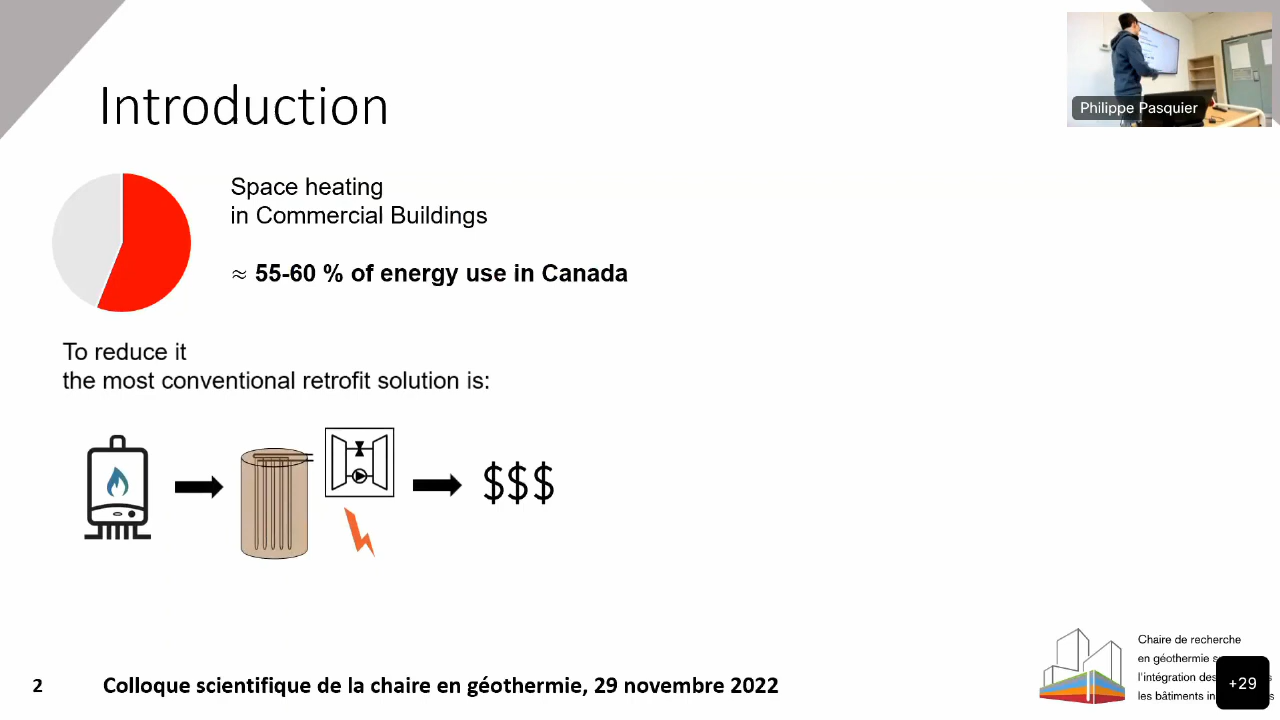 Philippe Pasquier
Introduction
Space heating
in Commercial Buildings
≈ 55-60 % of energy use in Canada
To reduce it
the most conventional retrofit solution is:
$$$
Chaire de recherche
en géothermie
l'intégration des
les bâtiments
+29
2
Colloque scientifique de la chaire en géothermie, 29 novembre 2022